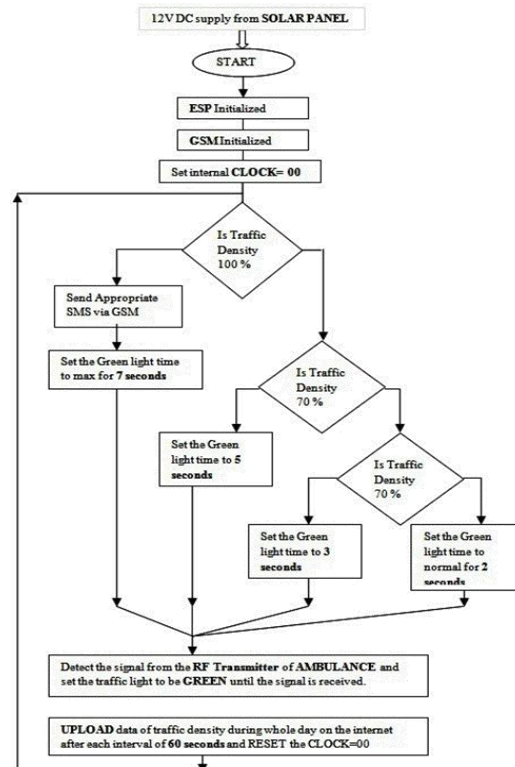 12V DC supply from SOLAR PANEL
START
ESP Initialized
GSM Initialized
Set internal CLOCK= 00
Is Traffic
Density
100 %
Send Appropriate
SMS via GSM
Set the Green light time
to max for 7 seconds
Is Traffic
Density
70 %
Set the Green
light time to 5
seconds
Is Traffic
Density
70 %
Set the Green
light time to 3
seconds
Set the Green
light time to
normal for 2
seconds
Detect the signal from the RF Transmitter of AMBULANCE and
set the traffic light to be GREEN until the signal is received.
UPLOAD data of traffic density during whole day on the internet
after each interval of 60 seconds and RESET the CLOCK=00